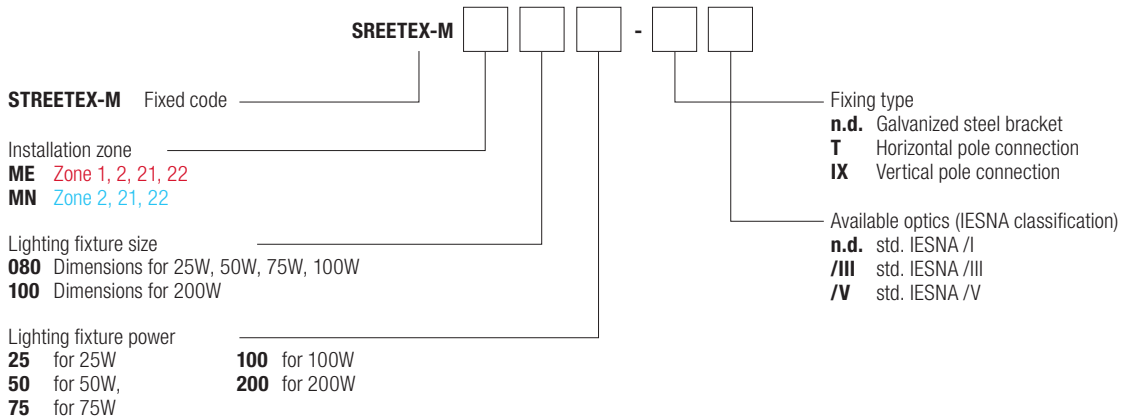 SREETEX-M -
STREETEX-M Fixed code
Installation zone
ME Zone 1, 2, 21, 22
MN Zone 2, 21, 22
Lighting fixture size
080 Dimensions for 25W, 50W, 75W, 100W
100 Dimensions for 200W
Lighting fixture power
25 for 25W 100 for 100W
50 for 50W, 200 for 200W
75 for 75W
Fixing type
n.d. Galvanized steel bracket
T Horizontal pole connection
IX Vertical pole connection
Available optics (IESNA classification)
n.d. std. IESNA /I
/III std. IESNA /III
/V std. IESNA /V